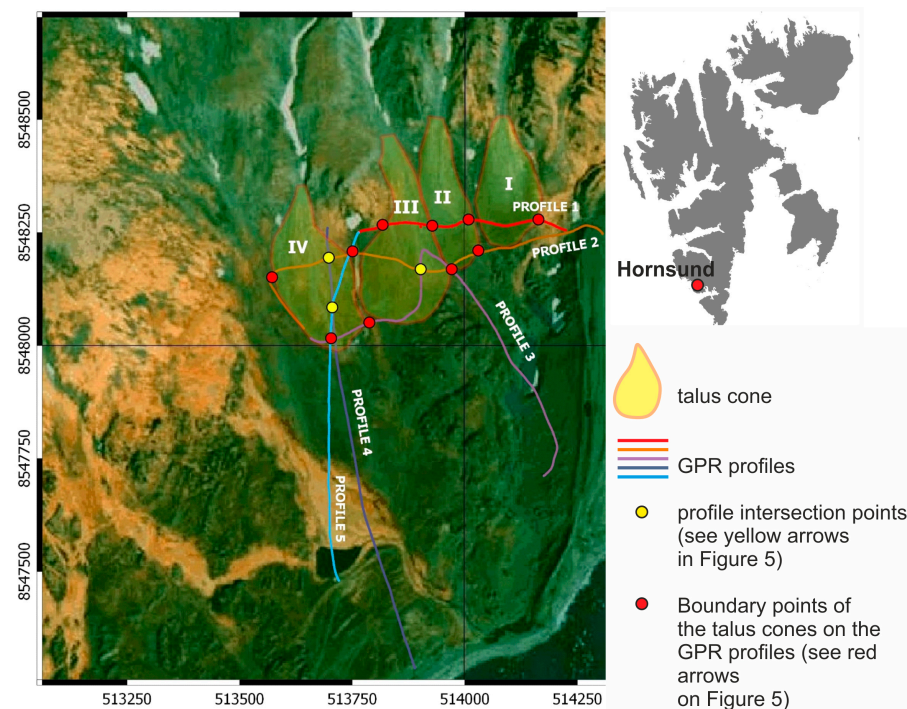 8548500
8548250
8548000
8547750
8547500
513250
513500
513750
514000
514250
I
II
III
IV
PROFILE 1
PROFILE 2
PROFILE 3
PROFILE 4
PROFILE 5
Hornsund
talus cone
GPR profiles
profile intersection points
(see yellow arrows
in Figure 5)
Boundary points of
the talus cones on the
GPR profiles (see red
arrows
on Figure 5)